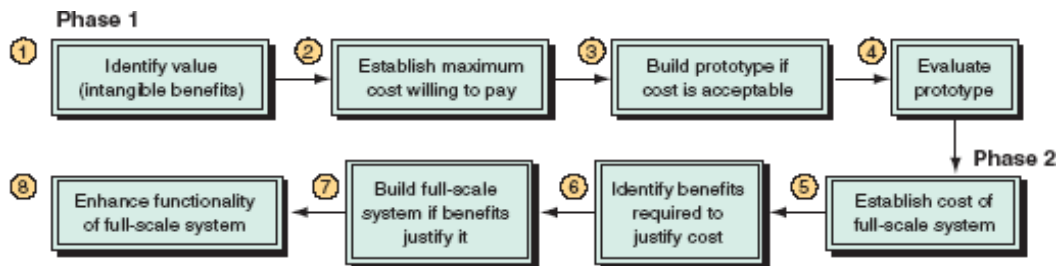 Phase 1
1
Identify value
(intangible benefits)
2
Establish maximum
cost willing to pay
3
Build prototype if
cost is acceptable
4
Evaluate
prototype
Phase 2
5
Establish cost of
full-scale system
6
Identify benefits
required to
justify cost
7
Build full-scale
system if benefits
justify it
8
Enhance functionality
of full-scale system